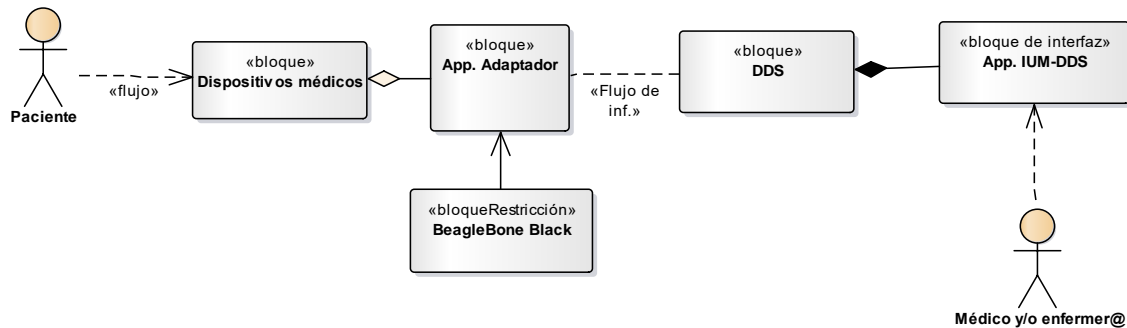 Paciente
«flujo»
«bloque»
Dispositivos médicos
«bloque»
App. Adaptador
«bloqueRestricción»
BeagleBone Black
«Flujo de
inf.»
«bloque»
DDS
«bloque de interfaz»
App. IUM-DDS
Médico y/o enfermer@